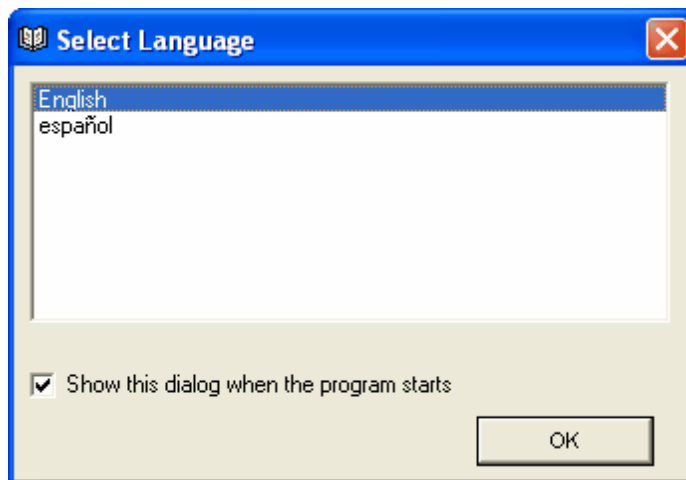 Select Language
English
español
Show this dialog when the program starts
OK